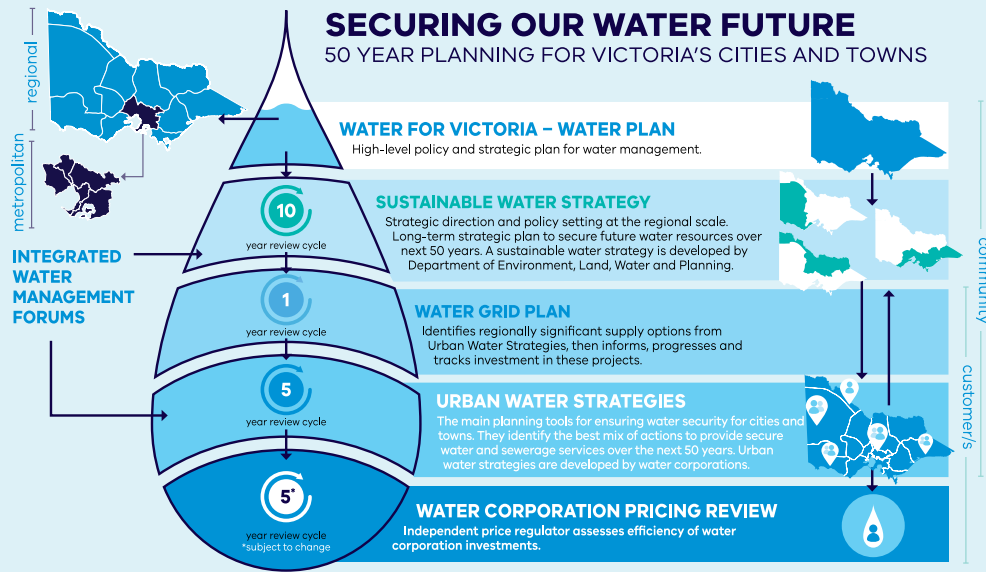 SECURING OUR WATER FUTURE
50 YEAR PLANNING FOR VICTORIA'S CITIES AND TOWNS
regional
metropolitan
WATER FOR VICTORIA – WATER PLAN
High-level policy and strategic plan for water management.
10
year review cycle
SUSTAINABLE WATER STRATEGY
Strategic direction and policy setting at the regional scale.
Long-term strategic plan to secure future water resources over
next 50 years. A sustainable water strategy is developed by
Department of Environment, Land, Water and Planning.
INTEGRATED
WATER
MANAGEMENT
FORUMS
1
year review cycle
WATER GRID PLAN
Identifies regionally significant supply options from
Urban Water Strategies, then informs, progresses and
tracks investment in these projects.
5
year review cycle
URBAN WATER STRATEGIES
The main planning tools for ensuring water security for cities and
towns. They identify the best mix of actions to provide secure
water and sewerage services over the next 50 years. Urban
water strategies are developed by water corporations.
5*
year review cycle
*subject to change
WATER CORPORATION PRICING REVIEW
Independent price regulator assesses efficiency of water
corporation investments.
community
customer/s